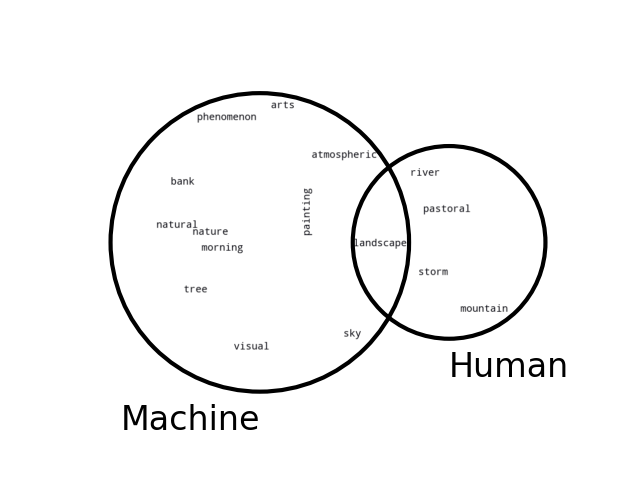 arts
phenomenon
atmospheric
river
bank
pastoral
painting
natural
nature
landscape
morning
storm
tree
mountain
sky
visual
Human
Machine